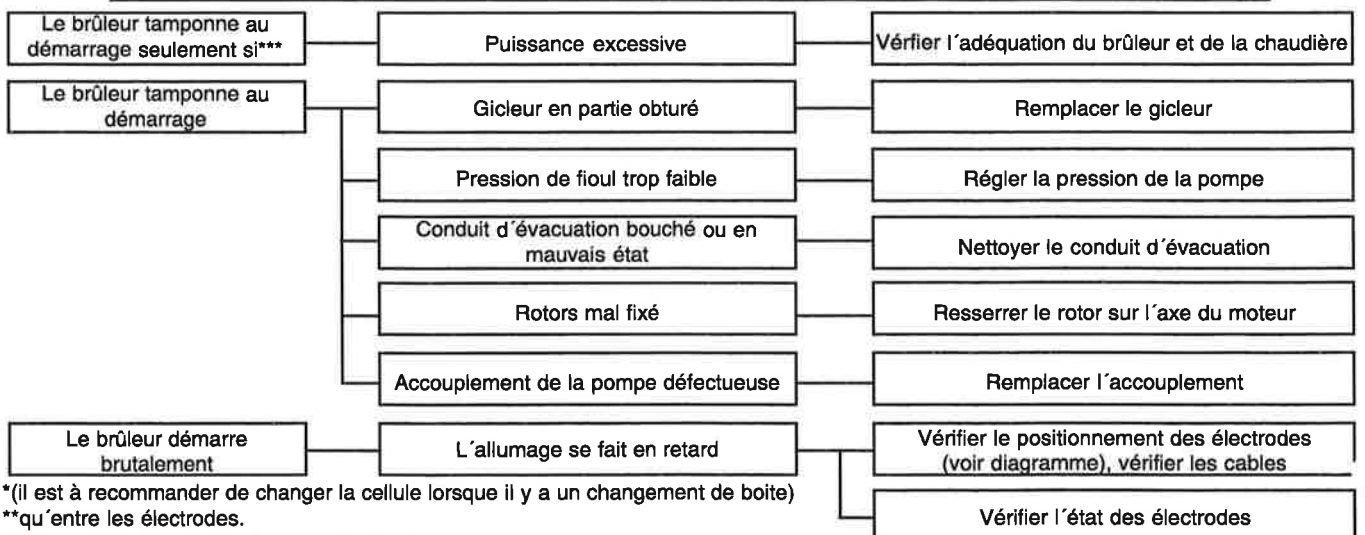 Le brûleur tamponne au
démarrage seulement si***
Puissance excessive
Vérfier l´adéquation du brûleur et de la chaudière
Le brûleur tamponne au
démarrage
Gicleur en partie obturé
Remplacer le gicleur
Pression de fioul trop faible
Régler la pression de la pompe
Conduit d´évacuation bouché ou en
mauvais état
Nettoyer le conduit d´évacuation
Rotors mal fixé
Resserrer le rotor sur l´axe du moteur
Accouplement de la pompe défectueuse
Remplacer l´accouplement
Le brûleur démarre
brutalement
L´allumage se fait en retard
Vérifier le positionnement des électrodes
(voir diagramme), vérifier les cables
Vérifier l´état des électrodes
*(il est à recommander de changer la cellule lorsque il y a un changement de boite)
**qu´entre les électrodes.